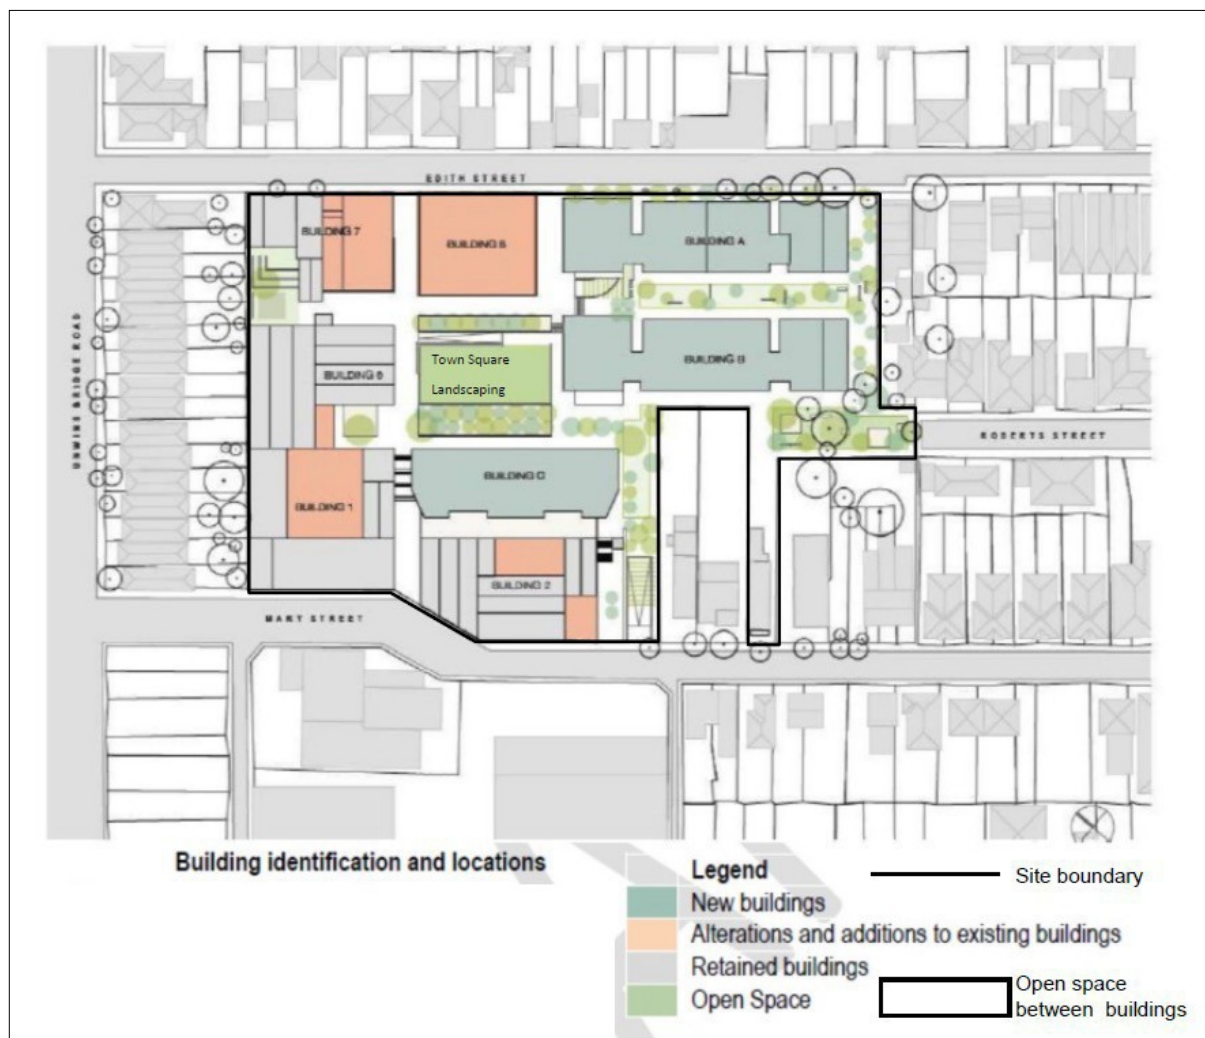 EDITH STREET
BUILDING 7
BUILDING 6
BUILDING A
UNWINS BRIDGE ROAD
Town Square
Landscaping
BUILDING 8
BUILDING B
ROBERTS STREET
BUILDING C
BUILDING 1
BUILDING 2
MARY STREET
Building identification and locations
Legend
Site boundary
New buildings
Alterations and additions to existing buildings
Retained buildings
Open Space
Open space
between buildings